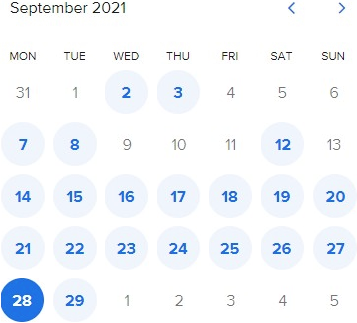 September 2021
MON TUE WED THU FRI SAT SUN
31 1 2 3 4 5 6
7 8 9 10 11 12 13
14 15 16 17 18 19 20
21 22 23 24 25 26 27
28 29 1 2 3 4 5